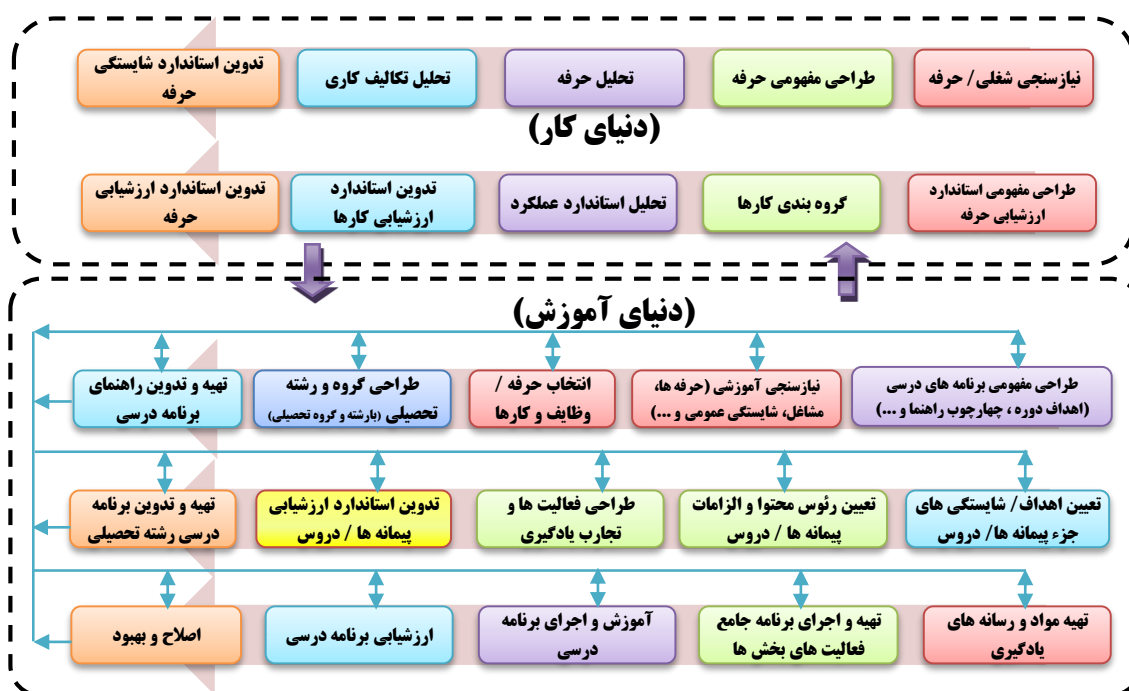 نیازسنجی شغلی / حرفه
طراحی مفهومی حرفه
تحلیل حرفه
تحلیل تکالیف کاری
تدوین استاندارد شایستگی
حرفه
(دنیای کار)
طراحی مفهومی استاندارد
ارزشیابی حرفه
گروه بندی کارها
تحلیل استاندارد عملکرد
تدوین استاندارد
ارزشیابی کارها
تدوین استاندارد ارزشیابی
حرفه
(دنیای آموزش)
طراحی مفهومی برنامه های درسی
(اهداف دوره ، چهارچوب راهنما و ...)
نیازسنجی آموزشی (حرفه ها،
مشاغل، شایستگی عمومی و ...)
انتخاب حرفه /
وظایف و کارها
طراحی گروه و رشته
تحصیلی (بارشته و گروه تحصیلی)
تهیه و تدوین راهنمای
برنامه درسی
تعیین اهداف/ شایستگی های
جزء پیمانه ها/ دروس
تعیین رئوس محتوا و الزامات
پیمانه ها / دروس
طراحی فعالیت ها و
تجارب یادگیری
تدوین استاندارد ارزشیابی
پیمانه ها / دروس
تهیه و تدوین برنامه
درسی رشته تحصیلی
تهیه مواد و رسانه های
یادگیری
تهیه و اجرای برنامه جامع
فعالیت های بخش ها
آموزش و اجرای برنامه
درسی
ارزشیابی برنامه درسی
اصلاح و بهبود